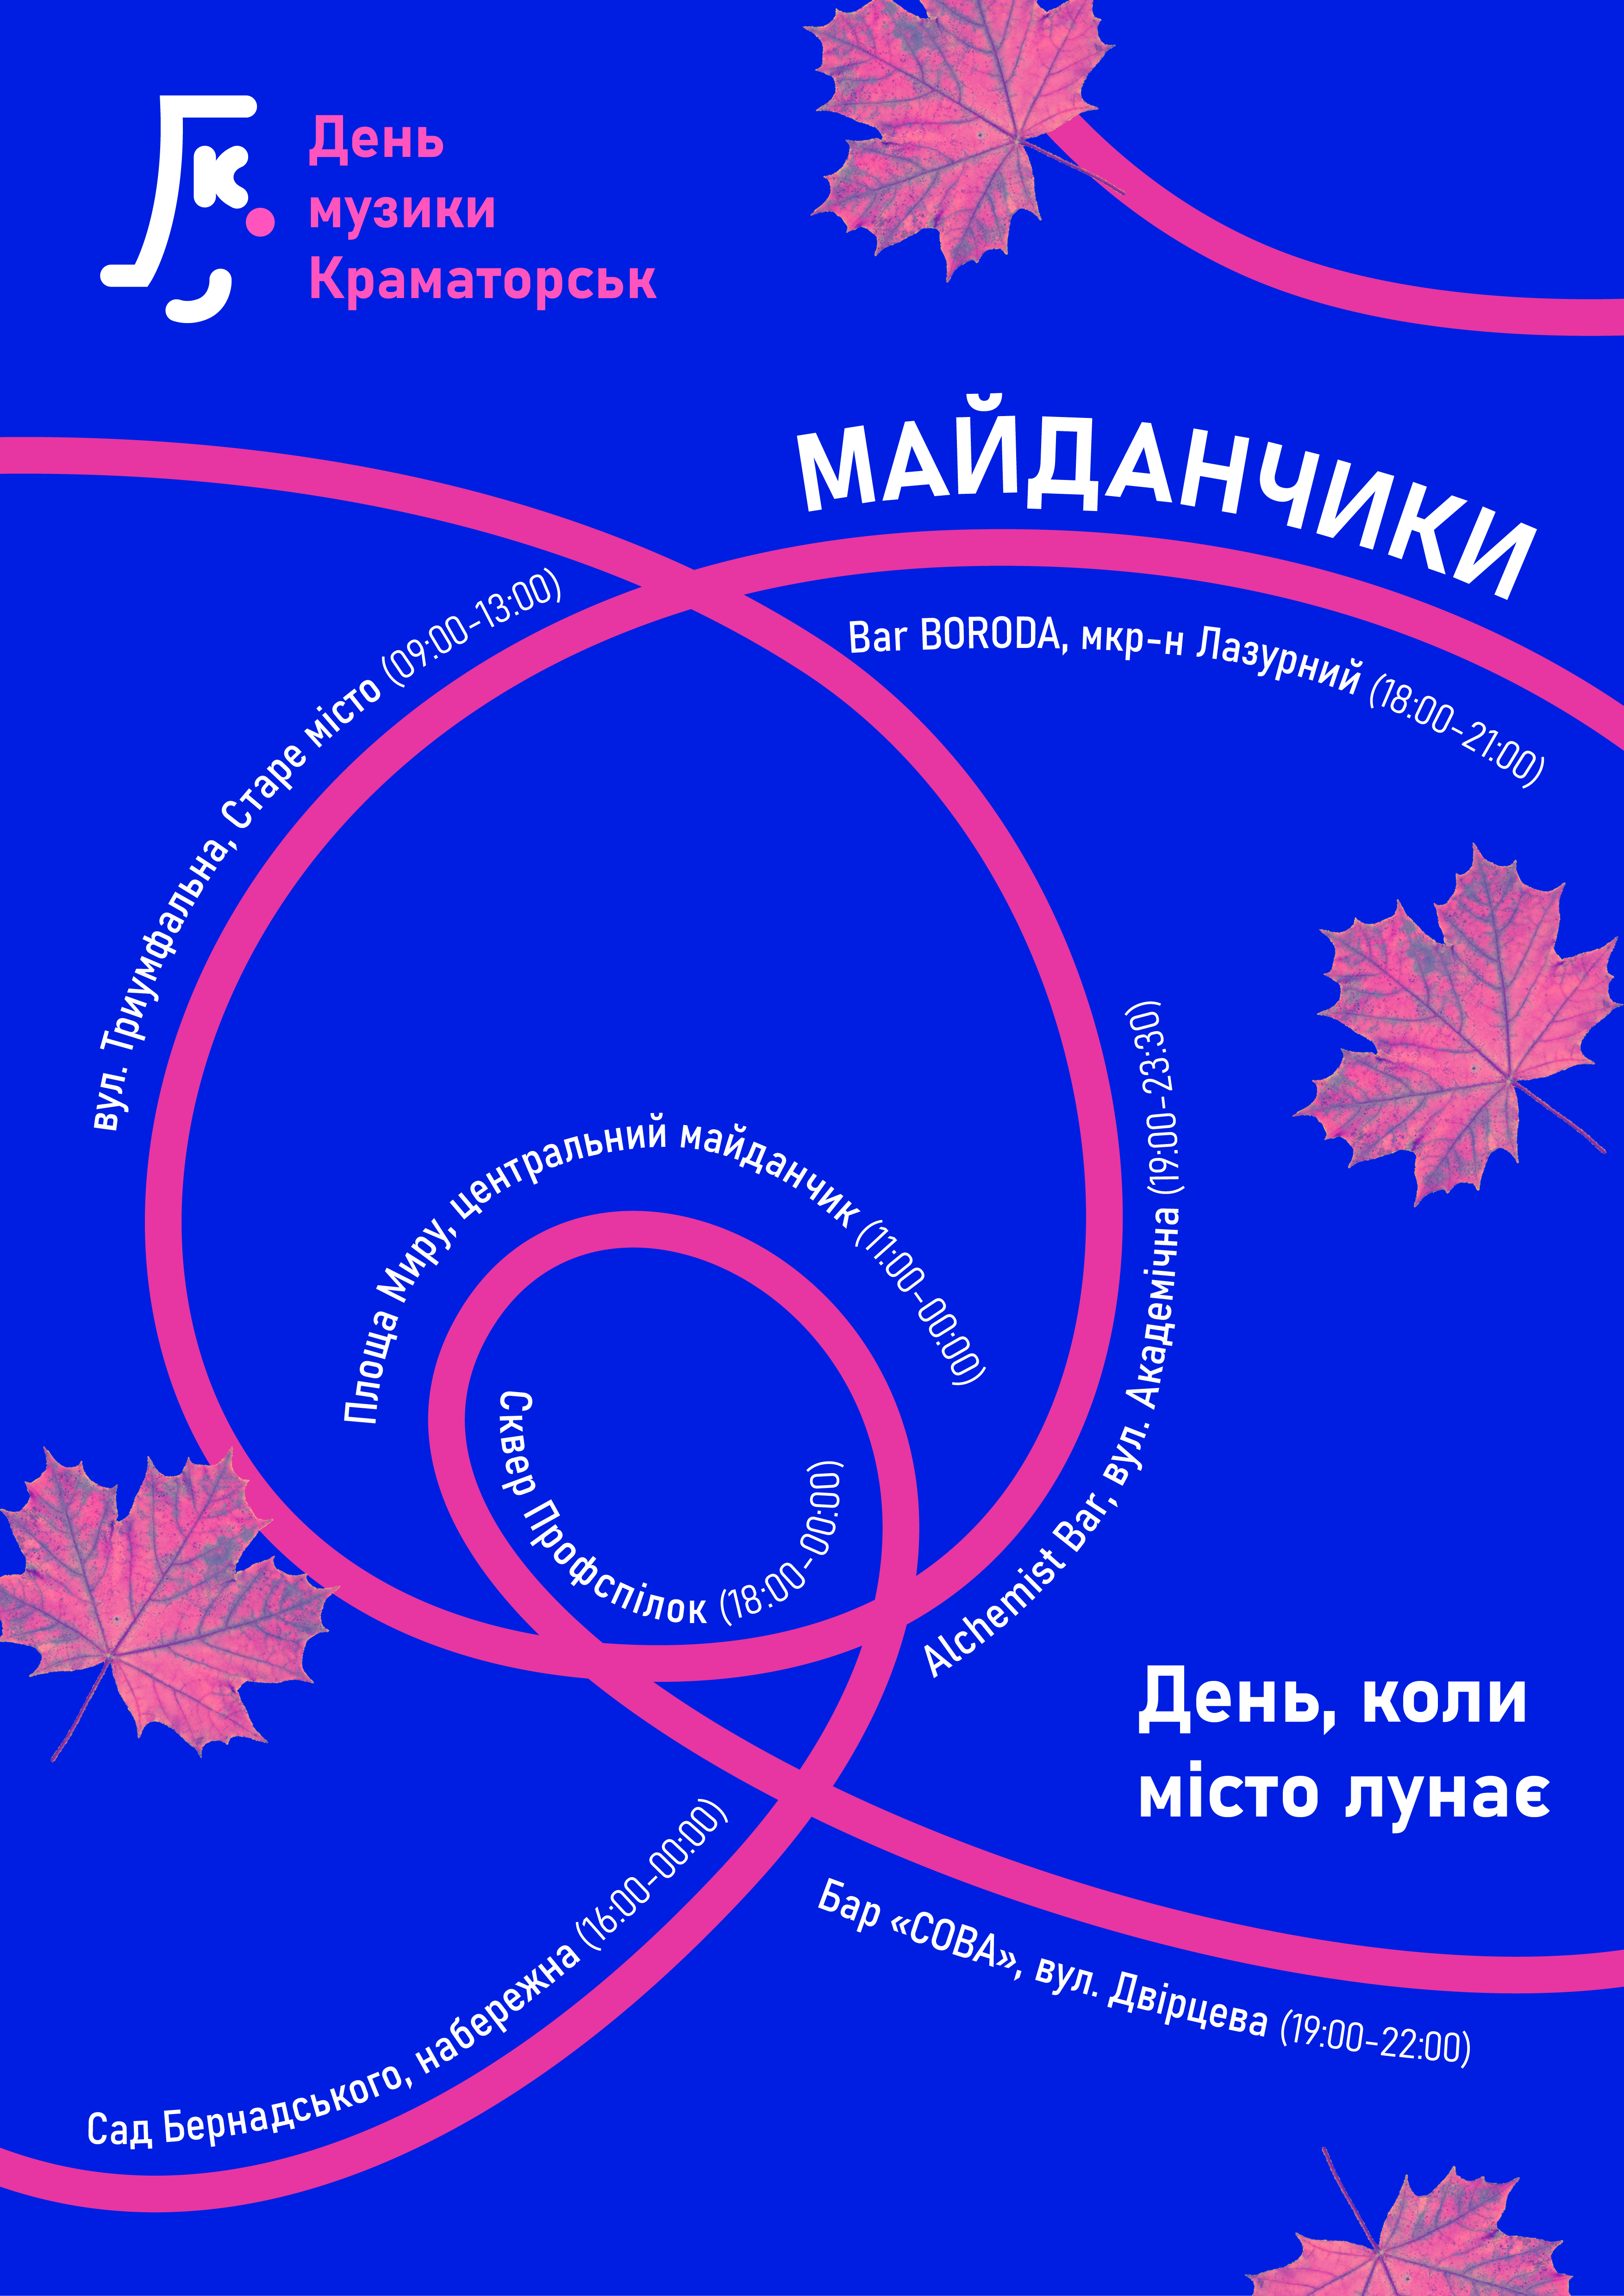 День
музики
Краматорськ
МАЙДАНЧИКИ
Bar BORODA, мкр-н Лазурний (18:00-21:00)
вул. Триумфальна, Старе місто (09:00-13:00)
Площа Миру, центральний майданчик (11:00-00:00)
Сквер Профспілок (18:00-00:00)
Alchemist Bar, вул. Академічна (19:00-23:30)
День, коли
місто лунає
Бар «СОВА», вул. Двірцева (19:00-22:00)
Сад Бернадського, набережна (16:00-00:00)